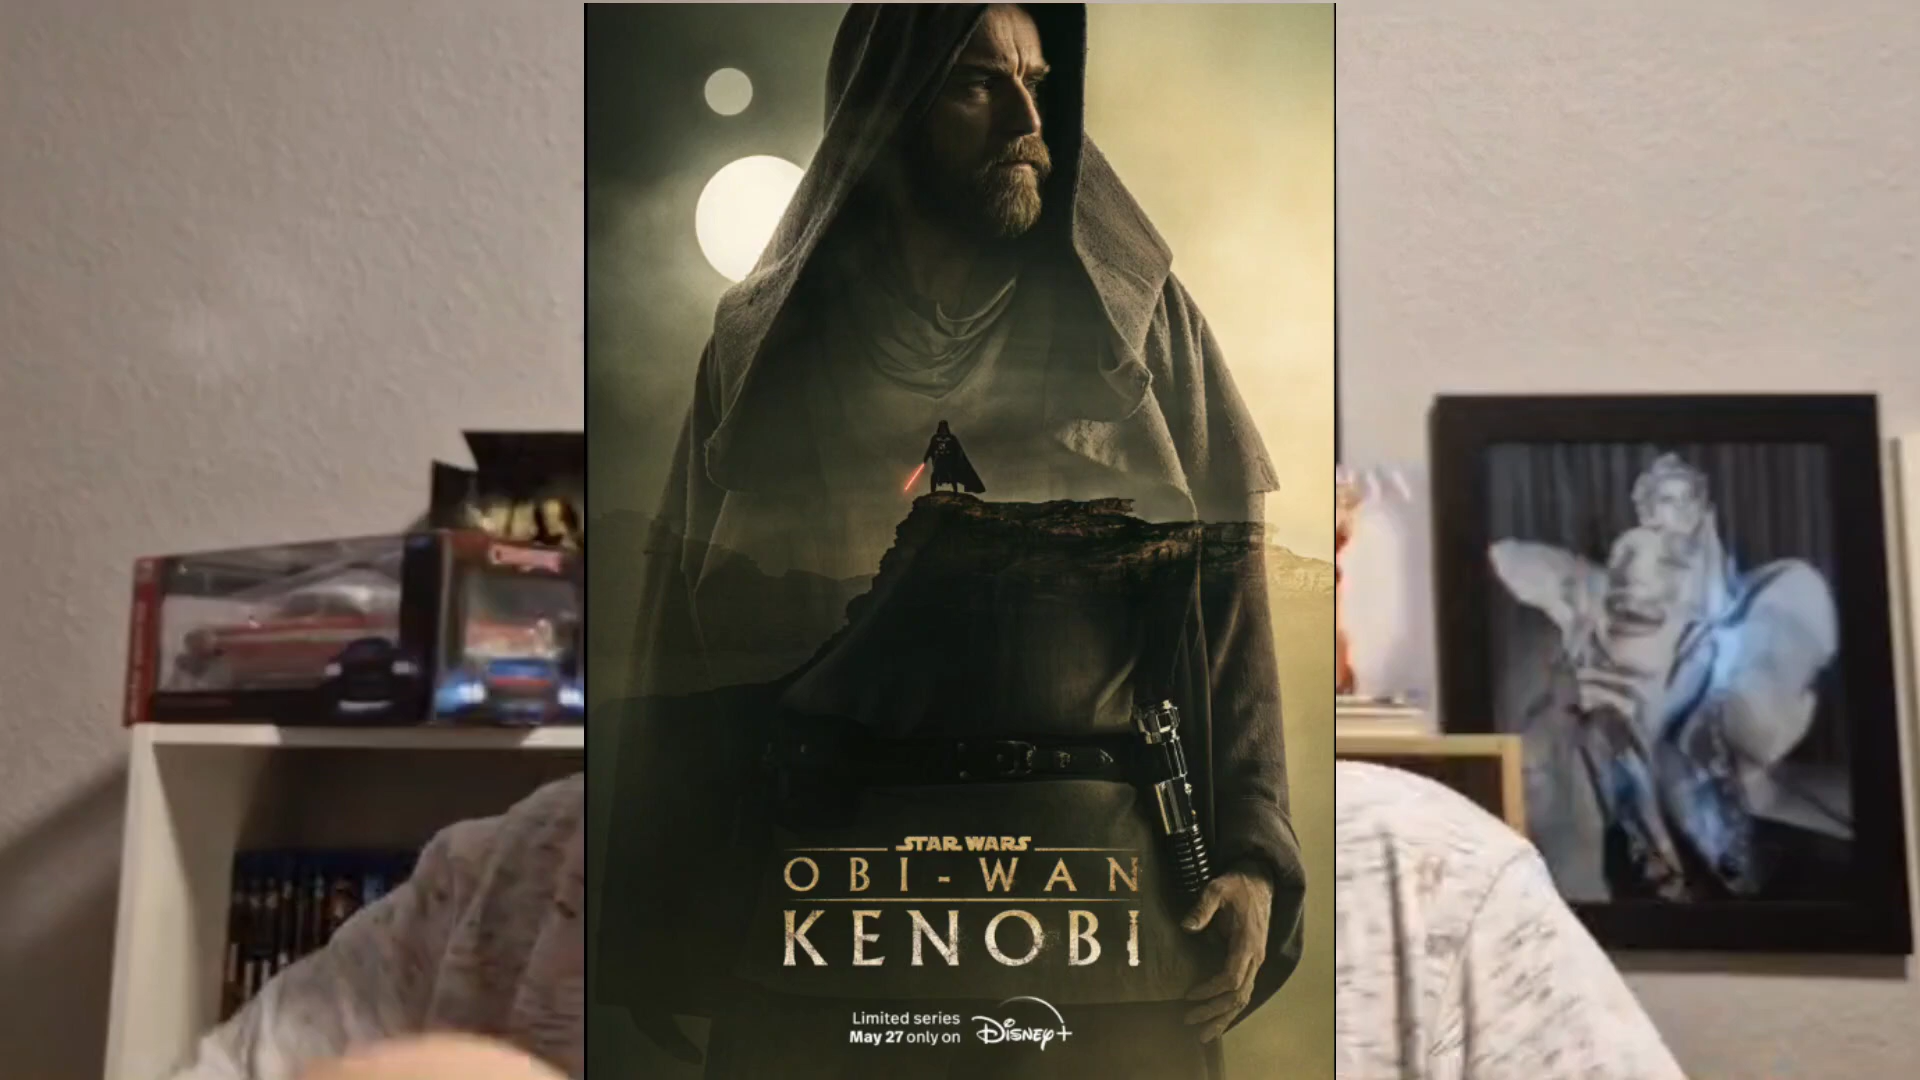 STAR WARS
OBI-WAN
KENOBI
Limited series
May 27 only on
Disney+